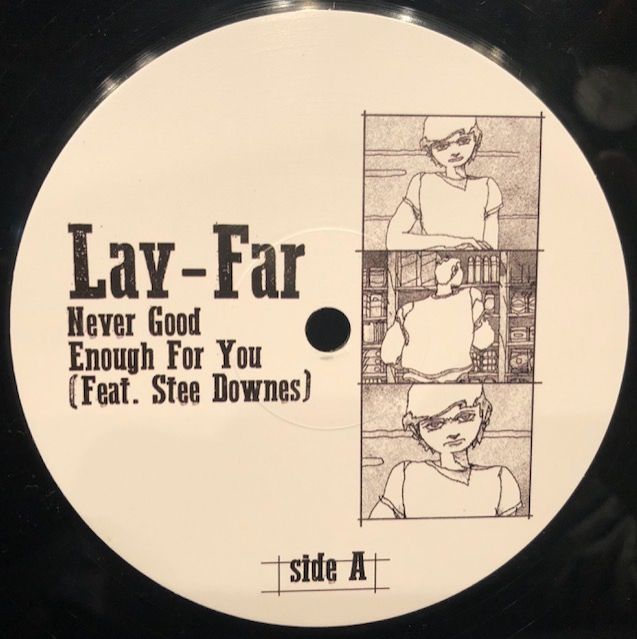 Lay-Far
Never Good
Enough For You
(Feat. Stee Downes)
side A